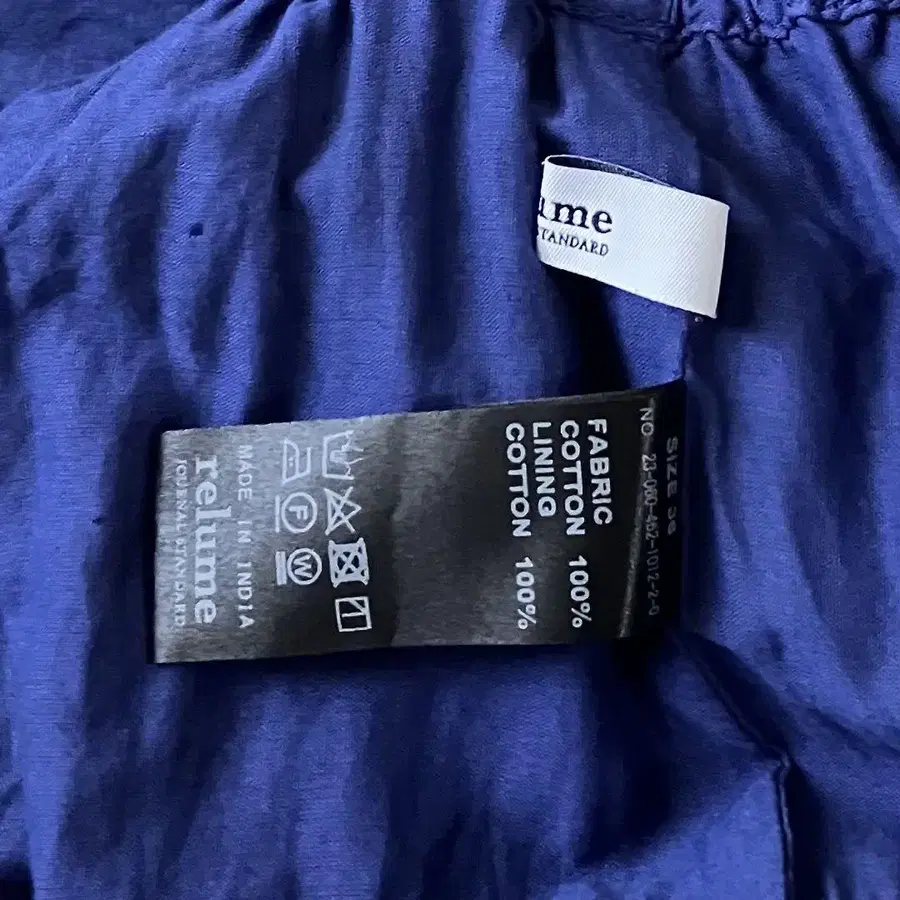 ume
STANDARD
SIZE 36
NO. 23-060-452-1012-2-0
FABRIC
COTTON 100%
LINING
COTTON 100%
F
W
MADE IN INDIA
relume
JOURNAL STANDARD